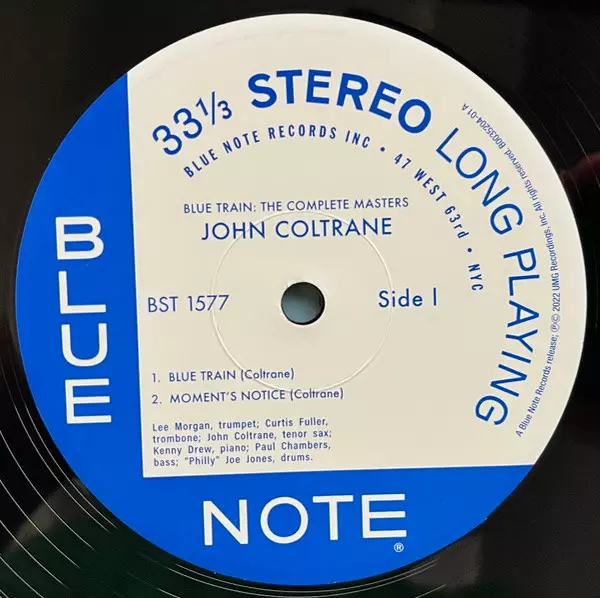 33⅓ STEREO LONG PLAYING
BLUE NOTE RECORDS INC • 47 WEST 63rd • NYC
BLUE TRAIN: THE COMPLETE MASTERS
JOHN COLTRANE
BST 1577
Side I
1. BLUE TRAIN (Coltrane)
2. MOMENT'S NOTICE (Coltrane)
Lee Morgan, trumpet; Curtis Fuller,
trombone; John Coltrane, tenor sax;
Kenny Drew, piano; Paul Chambers,
bass; "Philly" Joe Jones, drums.
BLUE
NOTE®
A Blue Note Records release; ℗© 2022 UMG Recordings, Inc. All rights reserved. B0035204-01 A